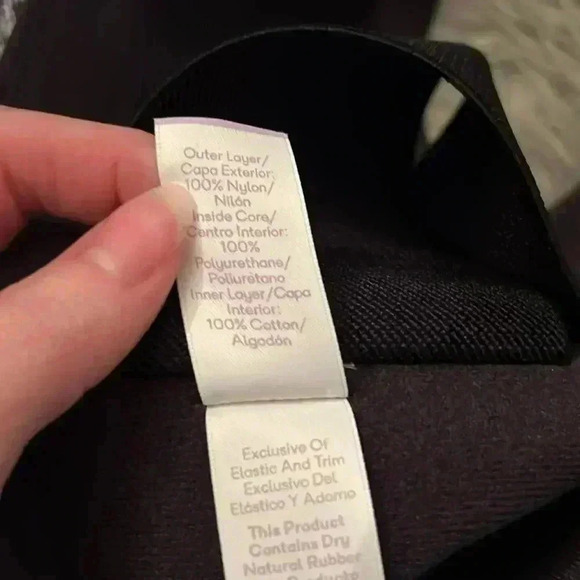 Outer Layer/
Capa Exterior:
100% Nylon/
Nilón
Inside Core/
Centro Interior:
100%
Polyurethane/
Poliuretano
Inner Layer/Capa
Interior:
100% Cotton/
Algodón
Exclusive Of
Elastic And Trim
Exclusivo Del
Elástico Y Adorno
This Product
Contains Dry
Natural Rubber